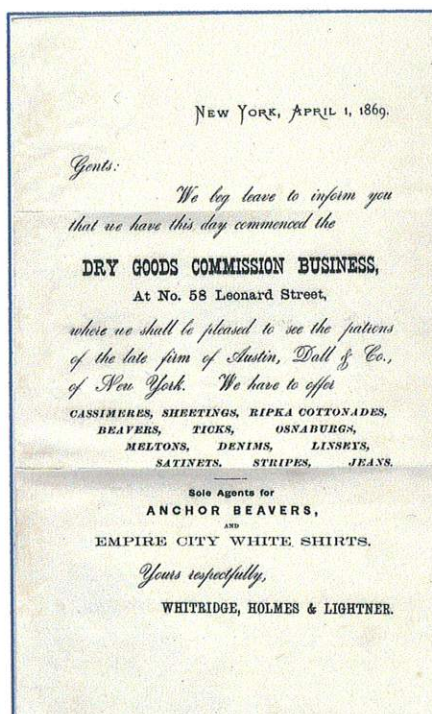 New York, April 1, 1869.
Gents:
We beg leave to inform you
that we have this day commenced the
DRY GOODS COMMISSION BUSINESS,
At No. 58 Leonard Street,
where we shall be pleased to see the patrons
of the late firm of Austin, Dall & Co.,
of New York. We have to offer
CASSIMERES, SHEETINGS, RIPKA COTTONADES,
BEAVERS, TICKS, OSNABURGS,
MELTONS, DENIMS, LINSEYS,
SATINETS, STRIPES, JEANS.
Sole Agents for
ANCHOR BEAVERS,
AND
EMPIRE CITY WHITE SHIRTS.
Yours respectfully,
WHITRIDGE, HOLMES & LIGHTNER.